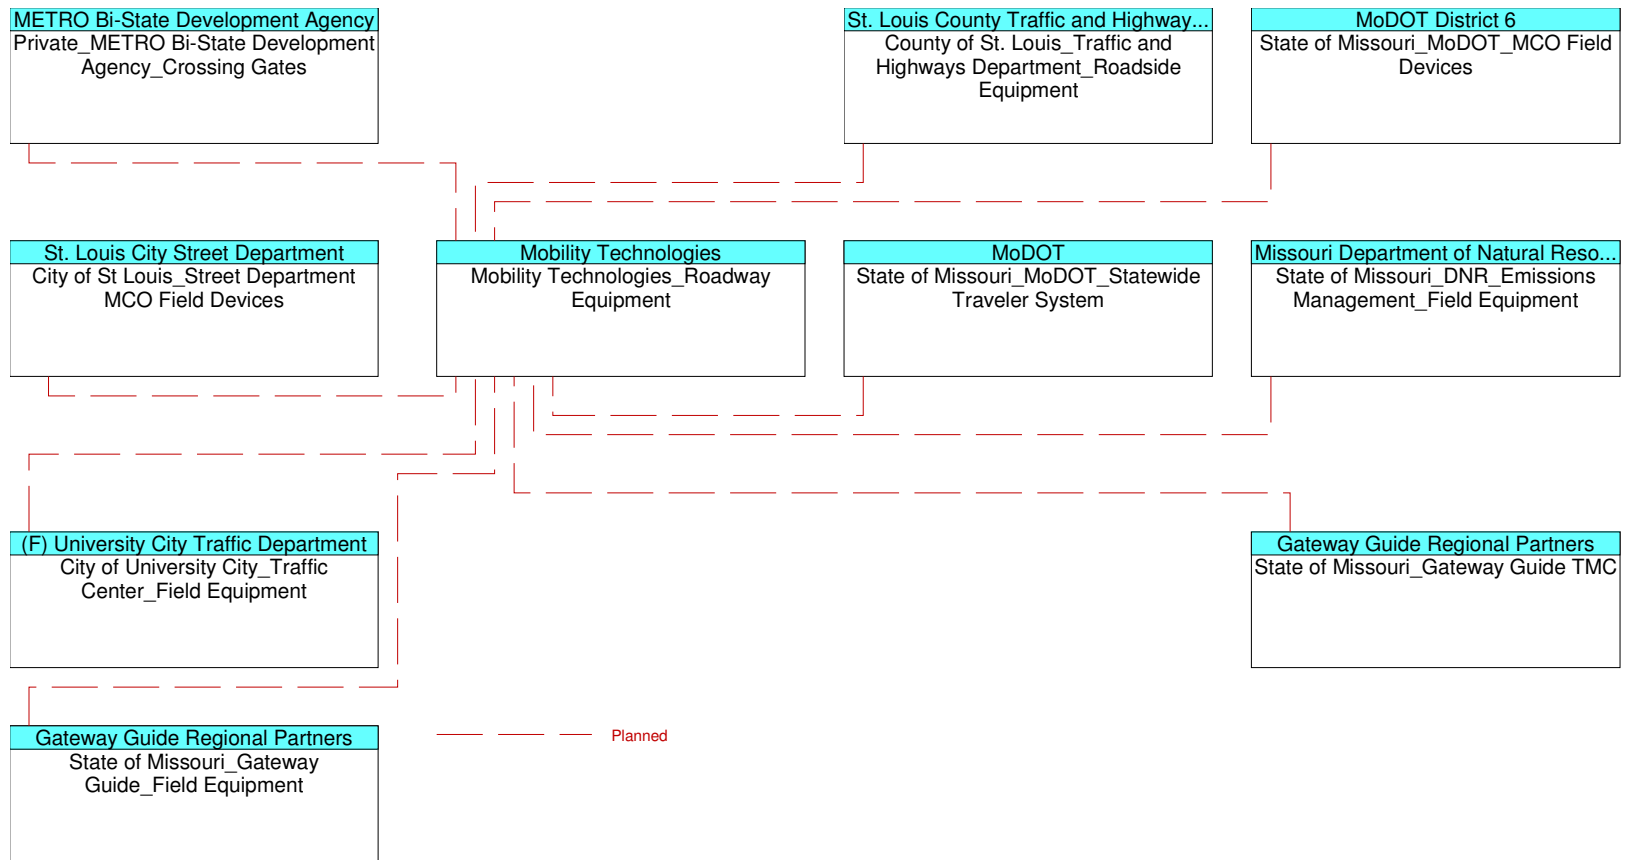 METRO Bi-State Development Agency
Private_METRO Bi-State Development
Agency_Crossing Gates
St. Louis County Traffic and Highway...
County of St. Louis_Traffic and
Highways Department_Roadside
Equipment
MoDOT District 6
State of Missouri_MoDOT_MCO Field
Devices
St. Louis City Street Department
City of St Louis_Street Department
MCO Field Devices
Mobility Technologies
Mobility Technologies_Roadway
Equipment
MoDOT
State of Missouri_MoDOT_Statewide
Traveler System
Missouri Department of Natural Reso...
State of Missouri_DNR_Emissions
Management_Field Equipment
(F) University City Traffic Department
City of University City_Traffic
Center_Field Equipment
Gateway Guide Regional Partners
State of Missouri_Gateway Guide TMC
Gateway Guide Regional Partners
State of Missouri_Gateway
Guide_Field Equipment
Planned